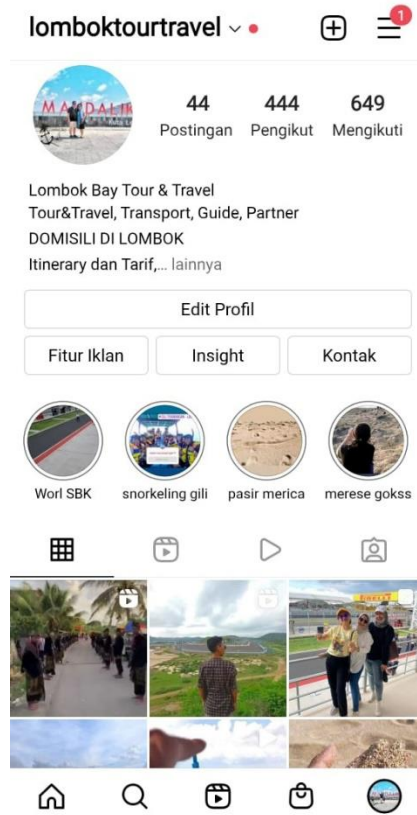 lomboktourtravel
1
MANDALIK
44 444 649
Postingan Pengikut Mengikuti
Lombok Bay Tour & Travel
Tour&Travel, Transport, Guide, Partner
DOMISILI DI LOMBOK
Itinerary dan Tarif,... lainnya
Edit Profil
Fitur Iklan Insight Kontak
Worl SBK snorkeling gili pasir merica merese gokss
PIRELLI